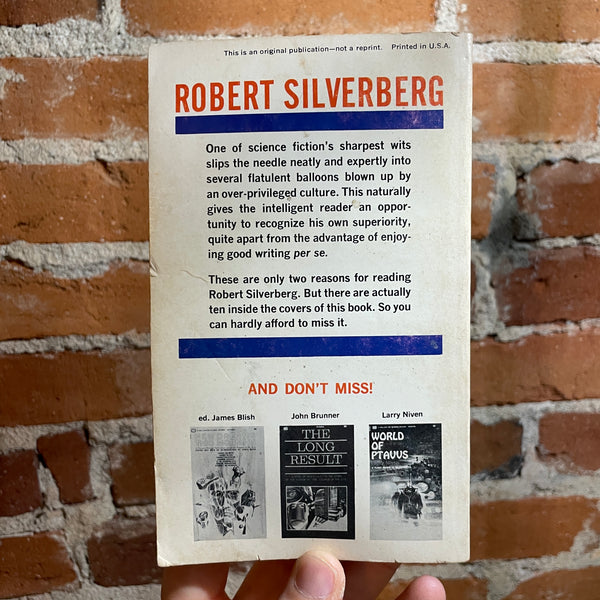 This is an original publication—not a reprint. Printed in U.S.A.
ROBERT SILVERBERG
One of science fiction's sharpest wits
slips the needle neatly and expertly into
several flatulent balloons blown up by
an over-privileged culture. This naturally
gives the intelligent reader an oppor-
tunity to recognize his own superiority,
quite apart from the advantage of enjoy-
ing good writing per se.
These are only two reasons for reading
Robert Silverberg. But there are actually
ten inside the covers of this book. So you
can hardly afford to miss it.
AND DON'T MISS!
ed. James Blish
John Brunner
Larry Niven
THE
LONG
RESULT
WORLD
OF
PTAVVS